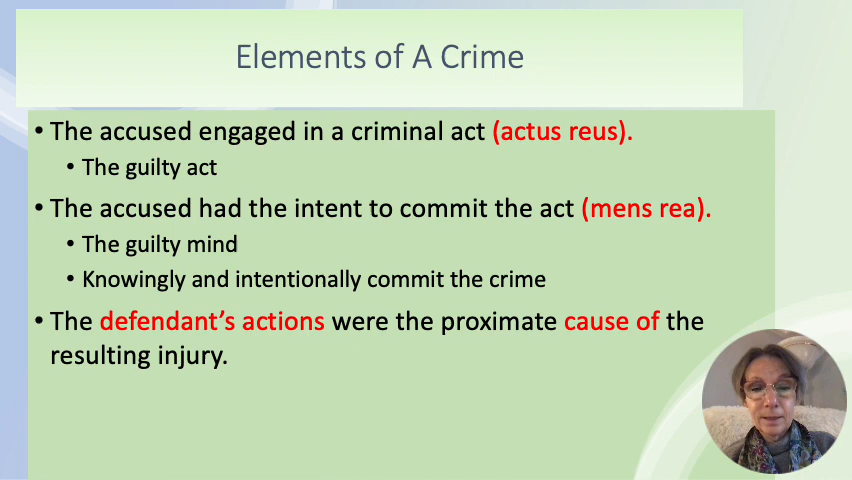 Elements of A Crime
• The accused engaged in a criminal act (actus reus).
• The guilty act
• The accused had the intent to commit the act (mens rea).
• The guilty mind
• Knowingly and intentionally commit the crime
• The defendant’s actions were the proximate cause of the
resulting injury.